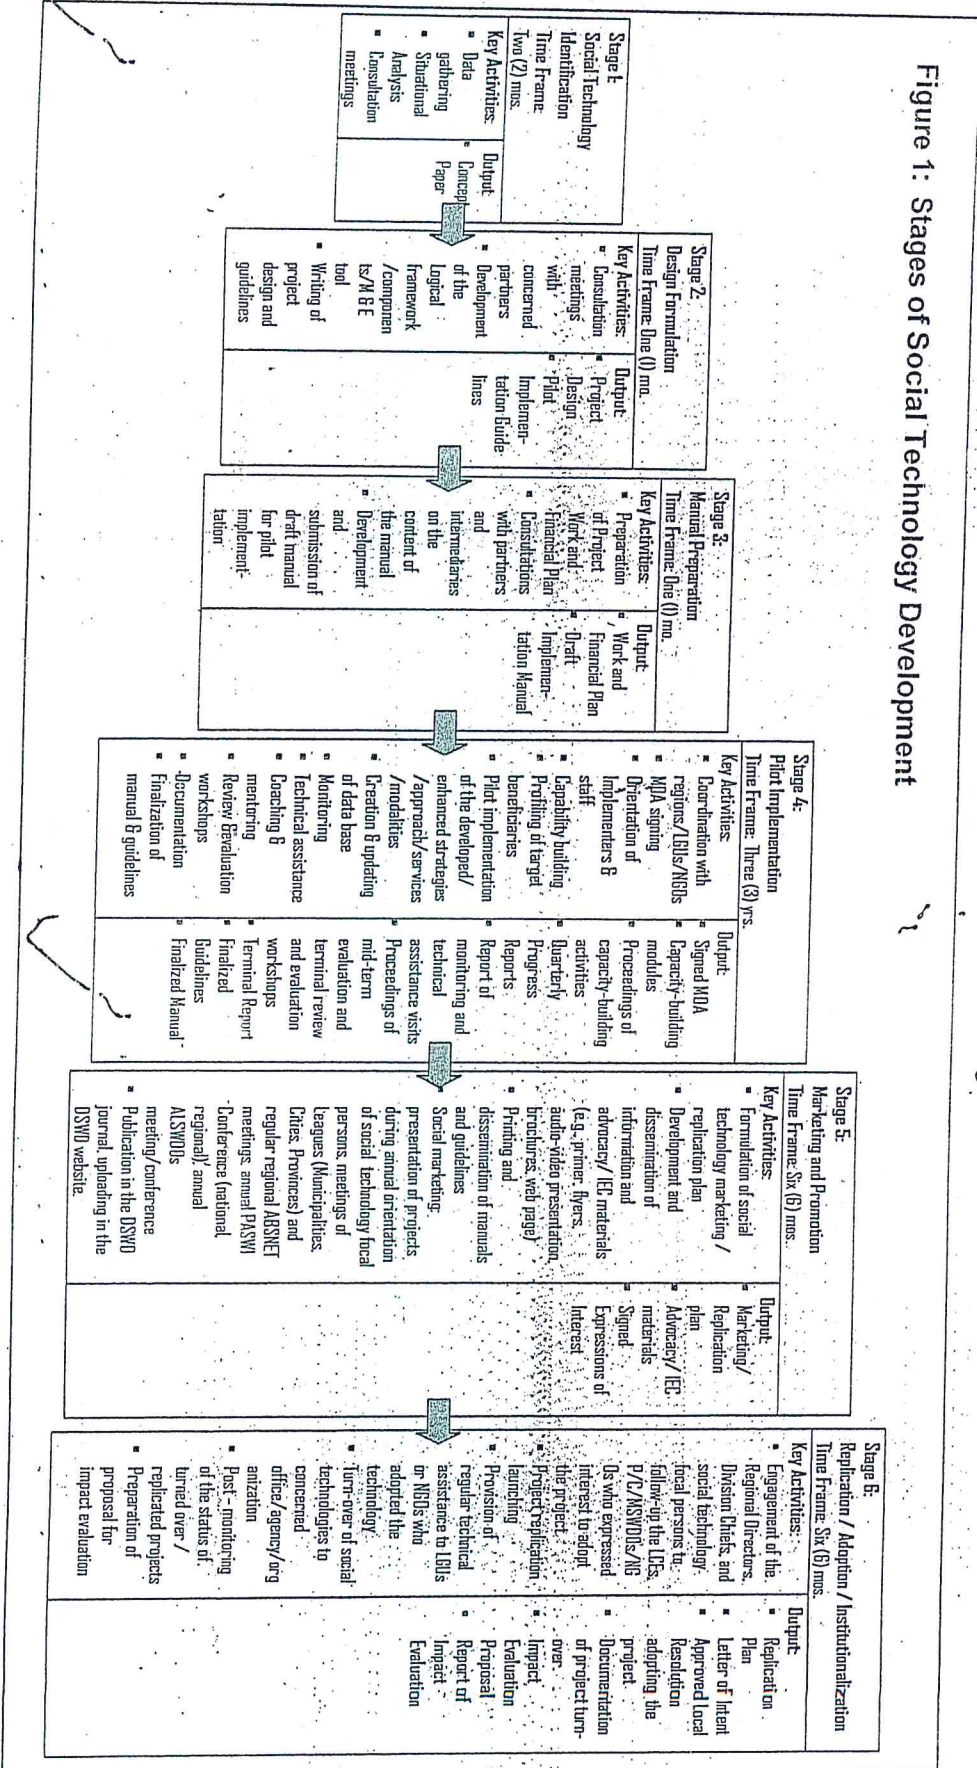 Figure 1: Stages of Social Technology Development
Stage 1:
Social Technology
Identification
Time Frame:
Two (2) mos.
Key Activities:
▪ Data
gathering
▪ Situational
Analysis
▪ Consultation
meetings
Output:
▪ Concept
Paper
Stage 2:
Design Formulation
Time Frame: One (1) mo.
Key Activities:
▪ Consultation
meetings
with
concerned
partners
▪ Development
of the
Logical
framework
/componen
ts/M & E
tool
▪ Writing of
project
design and
guidelines
Output:
▪ Project
Design
▪ Pilot
Implemen-
tation Guide
lines
Stage 3:
Manual Preparation
Time Frame: One (1) mo.
Key Activities:
▪ Preparation
of Project
Work and
Financial Plan
▪ Consultations
with partners
and
intermediaries
on the
content of
the manual
▪ Development
and
submission of
draft manual
for pilot
implement-
tation
Output:
▪ Work and
Financial Plan
▪ Draft
Implemen-
tation Manual
Stage 4:
Pilot Implementation
Time Frame: Three (3) yrs.
Key Activities:
▪ Coordination with
regions/LGUs/NGOs
▪ MOA signing
▪ Orientation of
Implementers &
staff
▪ Capability building
▪ Profiling of target
beneficiaries
▪ Pilot implementation
of the developed/
enhanced strategies
/approach/services
/modalities
▪ Creation & updating
of data base
▪ Monitoring
▪ Technical assistance
▪ Coaching &
mentoring
▪ Review &evaluation
workshops
▪ Documentation
▪ Finalization of
manual & guidelines
Output:
▪ Signed MOA
▪ Capacity-building
modules
▪ Proceedings of
capacity-building
activities
▪ Quarterly
Progress
Reports
▪ Report of
monitoring and
technical
assistance visits
▪ Proceedings of
mid-term
evaluation and
terminal review
and evaluation
workshops
▪ Terminal Report
▪ Finalized
Guidelines
▪ Finalized Manual
Stage 5:
Marketing and Promotion
Time Frame: Six (6) mos.
Key Activities:
▪ Formulation of social
technology marketing /
replication plan
▪ Development and
dissemination of
information and
advocacy/ IEC materials
(e.g., primer, flyers,
audio-video presentation,
brochures, web page)
▪ Printing and
dissemination of manuals
and guidelines
▪ Social marketing:
presentation of projects
during annual orientation
of social technology focal
persons, meetings of
leagues (Municipalities,
Cities, Provinces) and
regular regional ABSNET
meetings, annual PASWI
Conference (national,
regional), annual
ALSWDOs
meeting/conference
▪ Publication in the DSWD
journal, uploading in the
DSWD website.
Output:
▪ Marketing/
Replication
plan
▪ Advocacy/ IEC
materials
▪ Signed
Expressions of
Interest
Stage 6:
Replication / Adoption / Institutionalization
Time Frame: Six (6) mos.
Key Activities:
▪ Engagement of the
Regional Directors,
Division Chiefs, and
social technology
focal persons to
follow-up the LCEs,
P/C/MSWDOs/NG
Os who expressed
interest to adopt
the project.
▪ Project replication
launching
▪ Provision of
regular technical
assistance to LGUs
or NGOs who
adopted the
technology
▪ Turn-over of social
technologies to
concerned
office/agency/org
anization
▪ Post – monitoring
of the status of
turned over /
replicated projects
▪ Preparation of
proposal for
impact evaluation
Output:
▪ Replication
Plan
▪ Letter of Intent
▪ Approved Local
Resolution
adopting the
project
▪ Documentation
of project turn-
over
▪ Impact
Evaluation
Proposal
▪ Report of
Impact
Evaluation